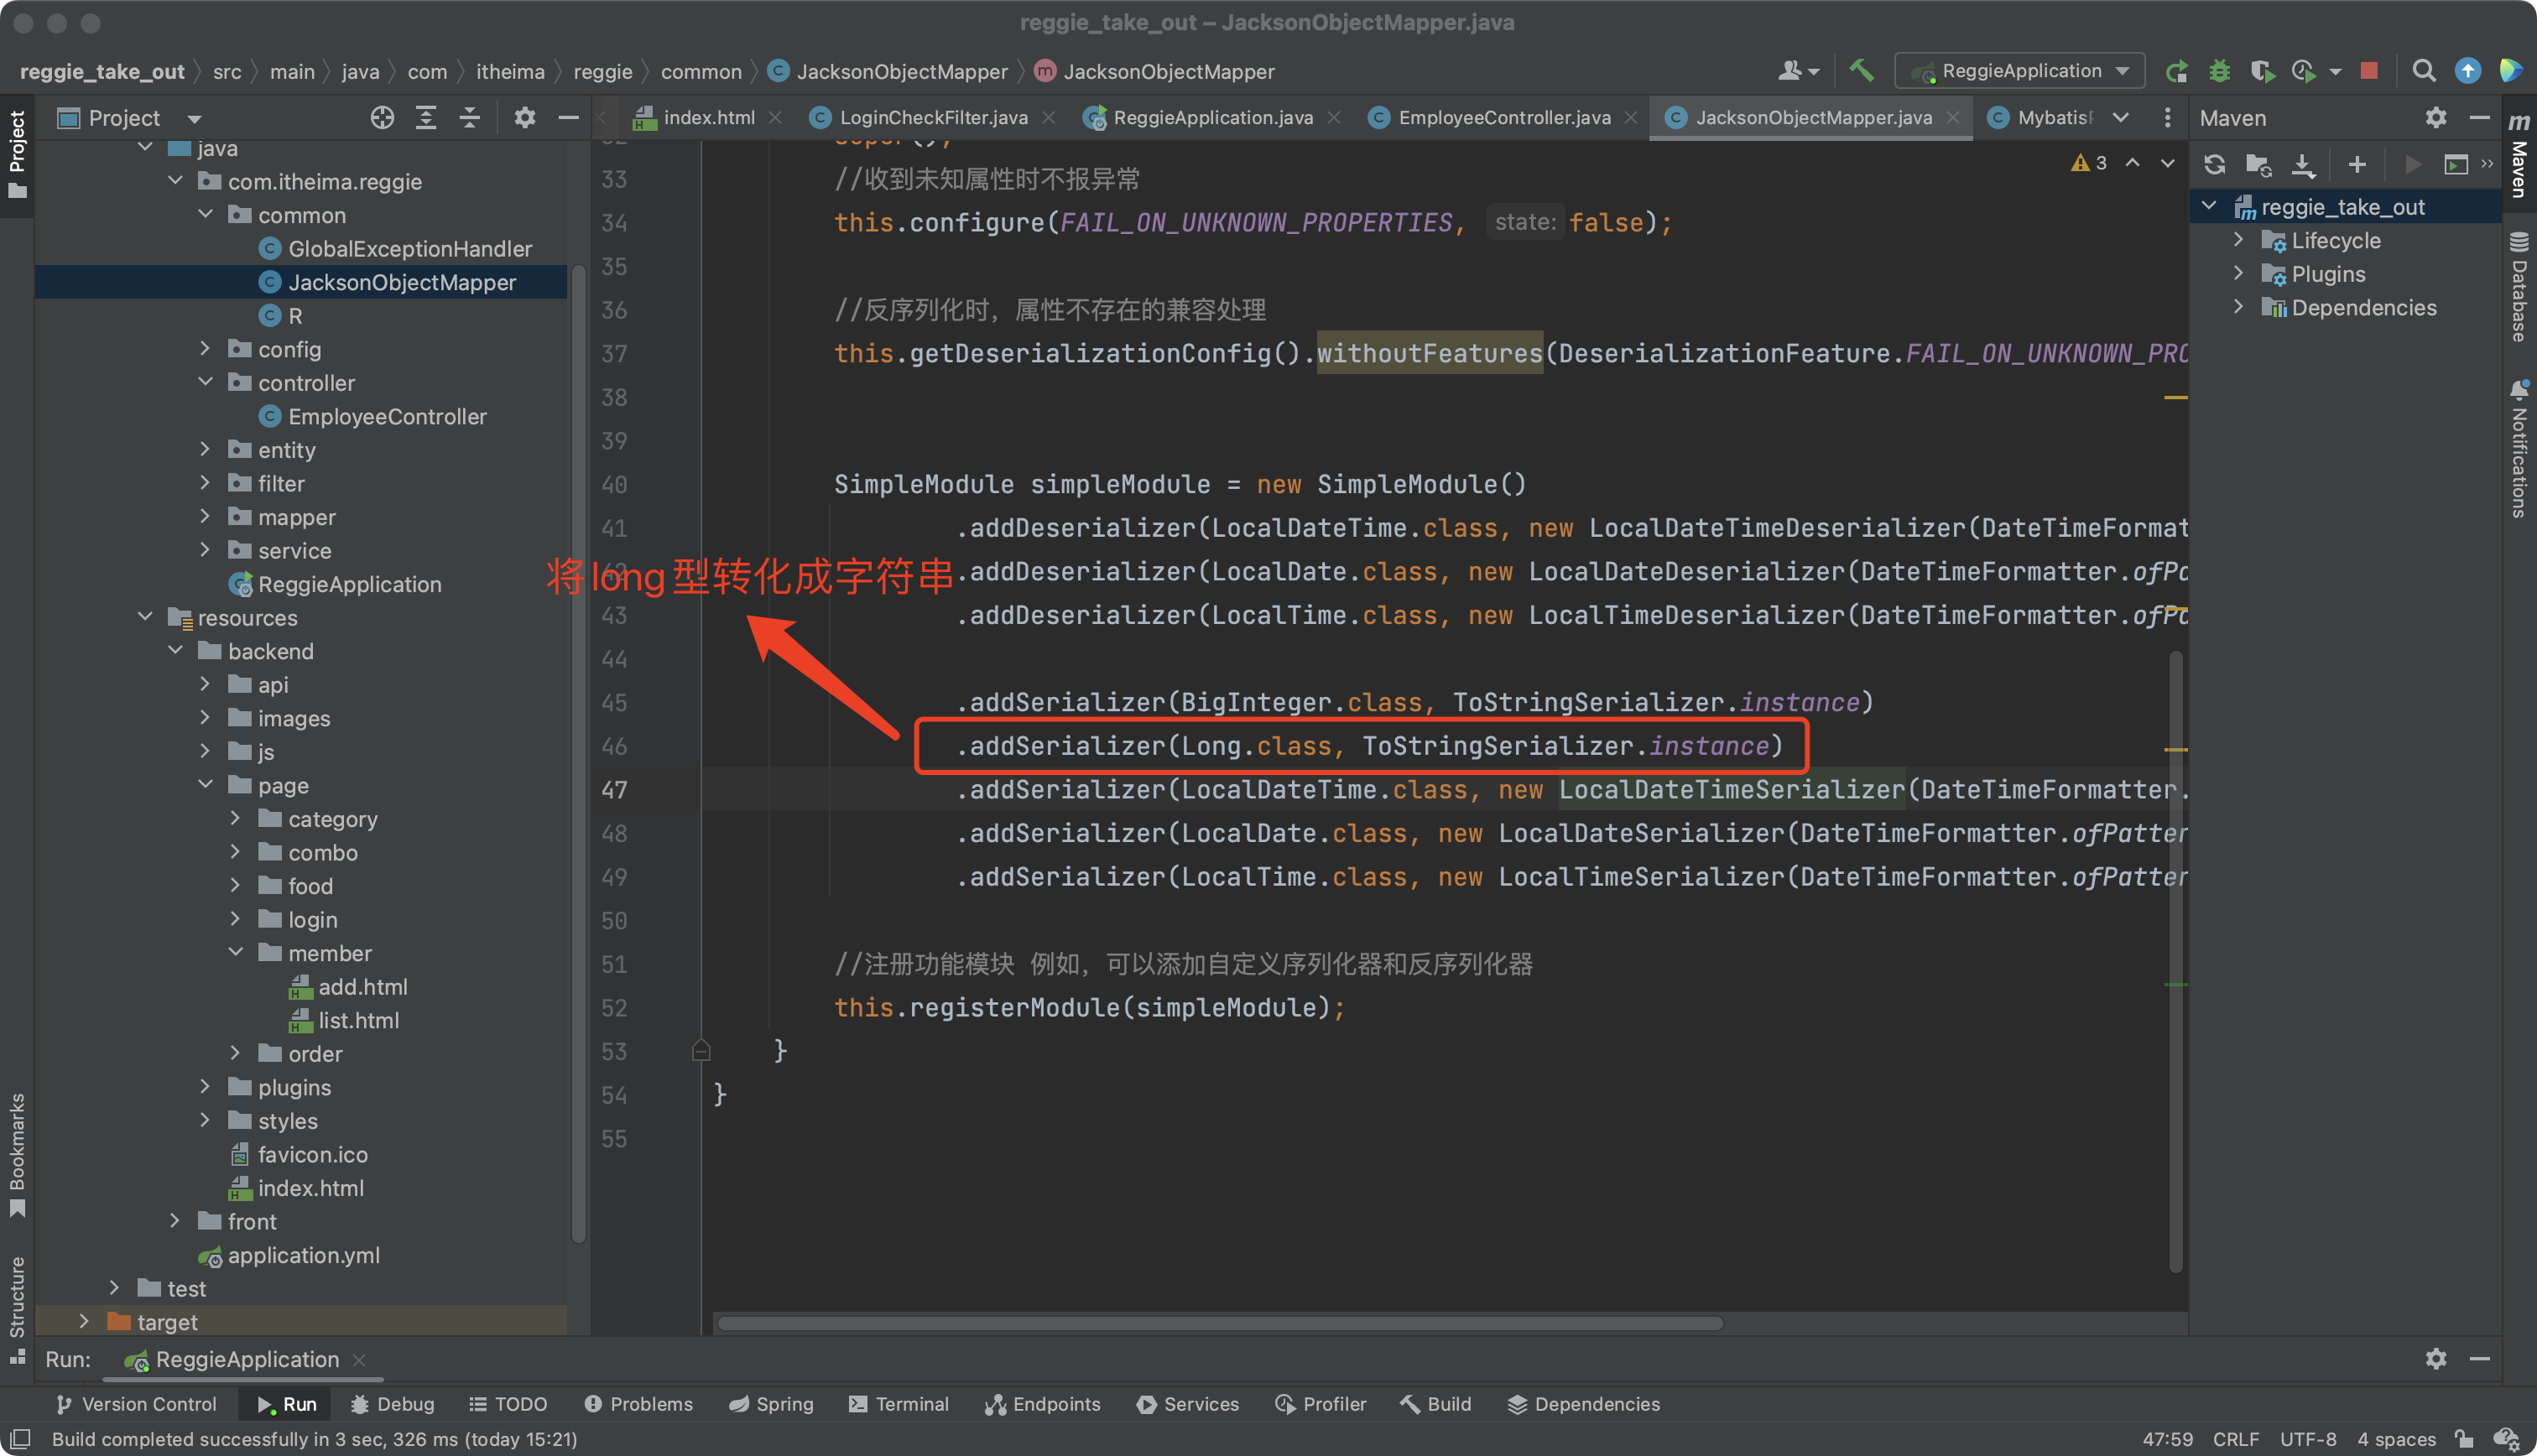 reggie_take_out – JacksonObjectMapper.java
reggie_take_out src main java com itheima reggie common JacksonObjectMapper JacksonObjectMapper
ReggieApplication
Project
index.html LoginCheckFilter.java ReggieApplication.java EmployeeController.java JacksonObjectMapper.java Mybatis
Maven
Project
java
com.itheima.reggie
common
GlobalExceptionHandler
JacksonObjectMapper
R
config
controller
EmployeeController
entity
filter
mapper
service
ReggieApplication
resources
backend
api
images
js
page
category
combo
food
login
member
add.html
list.html
order
plugins
styles
favicon.ico
index.html
front
application.yml
test
target
3
33 //收到未知属性时不报异常
34 this.configure(FAIL_ON_UNKNOWN_PROPERTIES, state: false);
35
36 //反序列化时，属性不存在的兼容处理
37 this.getDeserializationConfig().withoutFeatures(DeserializationFeature.FAIL_ON_UNKNOWN_PRO
38
39
40 SimpleModule simpleModule = new SimpleModule()
41 .addDeserializer(LocalDateTime.class, new LocalDateTimeDeserializer(DateTimeFormat
将long型转化成字符串
.addDeserializer(LocalDate.class, new LocalDateDeserializer(DateTimeFormatter.ofPa
43 .addDeserializer(LocalTime.class, new LocalTimeDeserializer(DateTimeFormatter.ofPa
44
45 .addSerializer(BigInteger.class, ToStringSerializer.instance)
46 .addSerializer(Long.class, ToStringSerializer.instance)
47 .addSerializer(LocalDateTime.class, new LocalDateTimeSerializer(DateTimeFormatter.
48 .addSerializer(LocalDate.class, new LocalDateSerializer(DateTimeFormatter.ofPatter
49 .addSerializer(LocalTime.class, new LocalTimeSerializer(DateTimeFormatter.ofPatter
50
51 //注册功能模块 例如，可以添加自定义序列化器和反序列化器
52 this.registerModule(simpleModule);
53 }
54 }
55
reggie_take_out
Lifecycle
Plugins
Dependencies
Maven
Database
Notifications
Bookmarks
Structure
Run: ReggieApplication
Version Control Run Debug TODO Problems Spring Terminal Endpoints Services Profiler Build Dependencies
Build completed successfully in 3 sec, 326 ms (today 15:21)
47:59 CRLF UTF-8 4 spaces